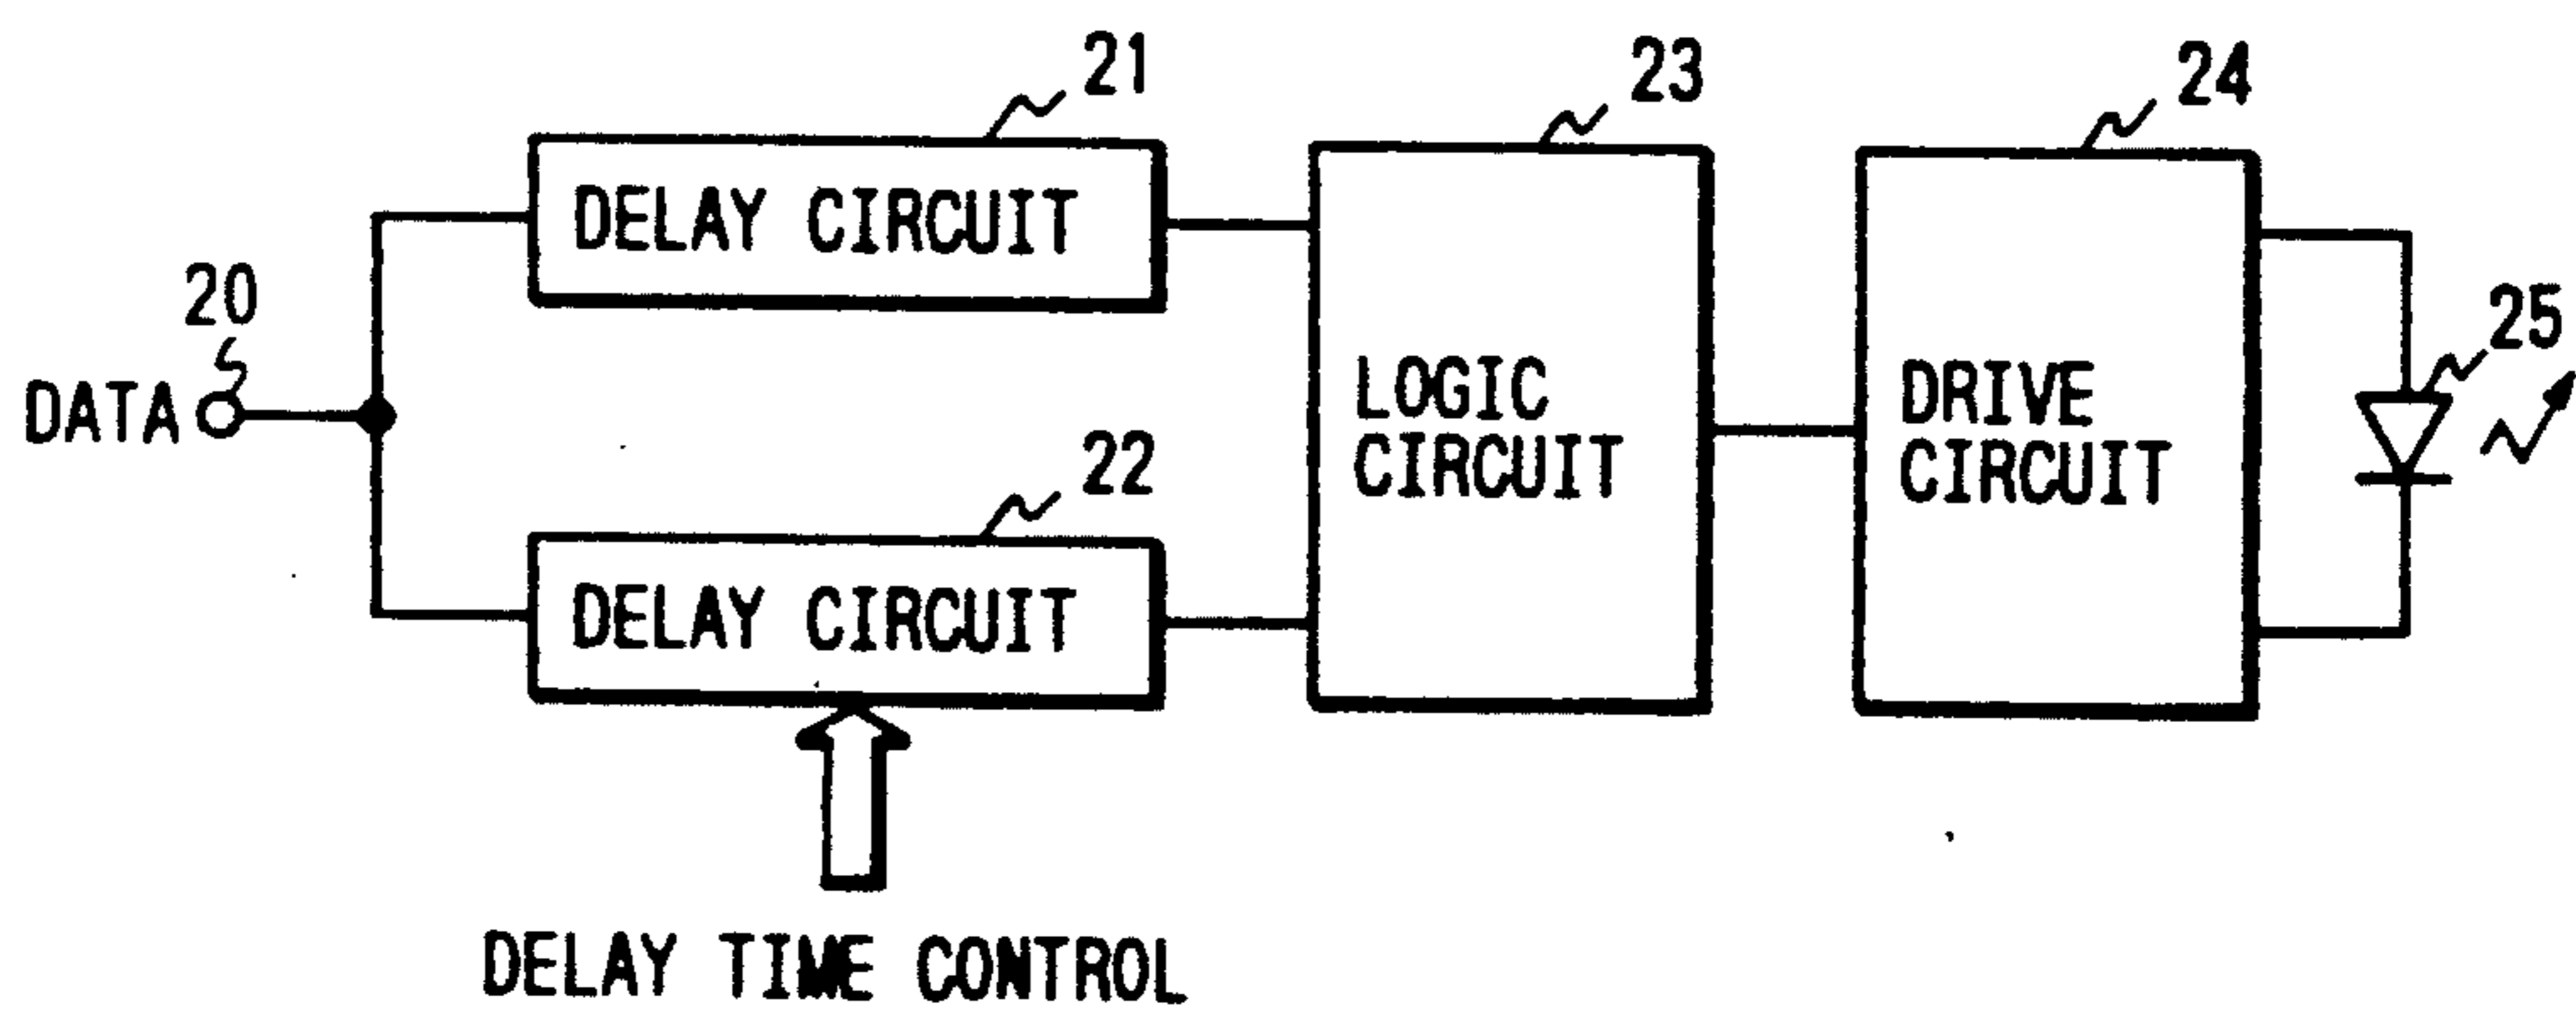 21
23
24
DELAY CIRCUIT
20
25
DATA
LOGIC
CIRCUIT
DRIVE
CIRCUIT
22
DELAY CIRCUIT
DELAY TIME CONTROL